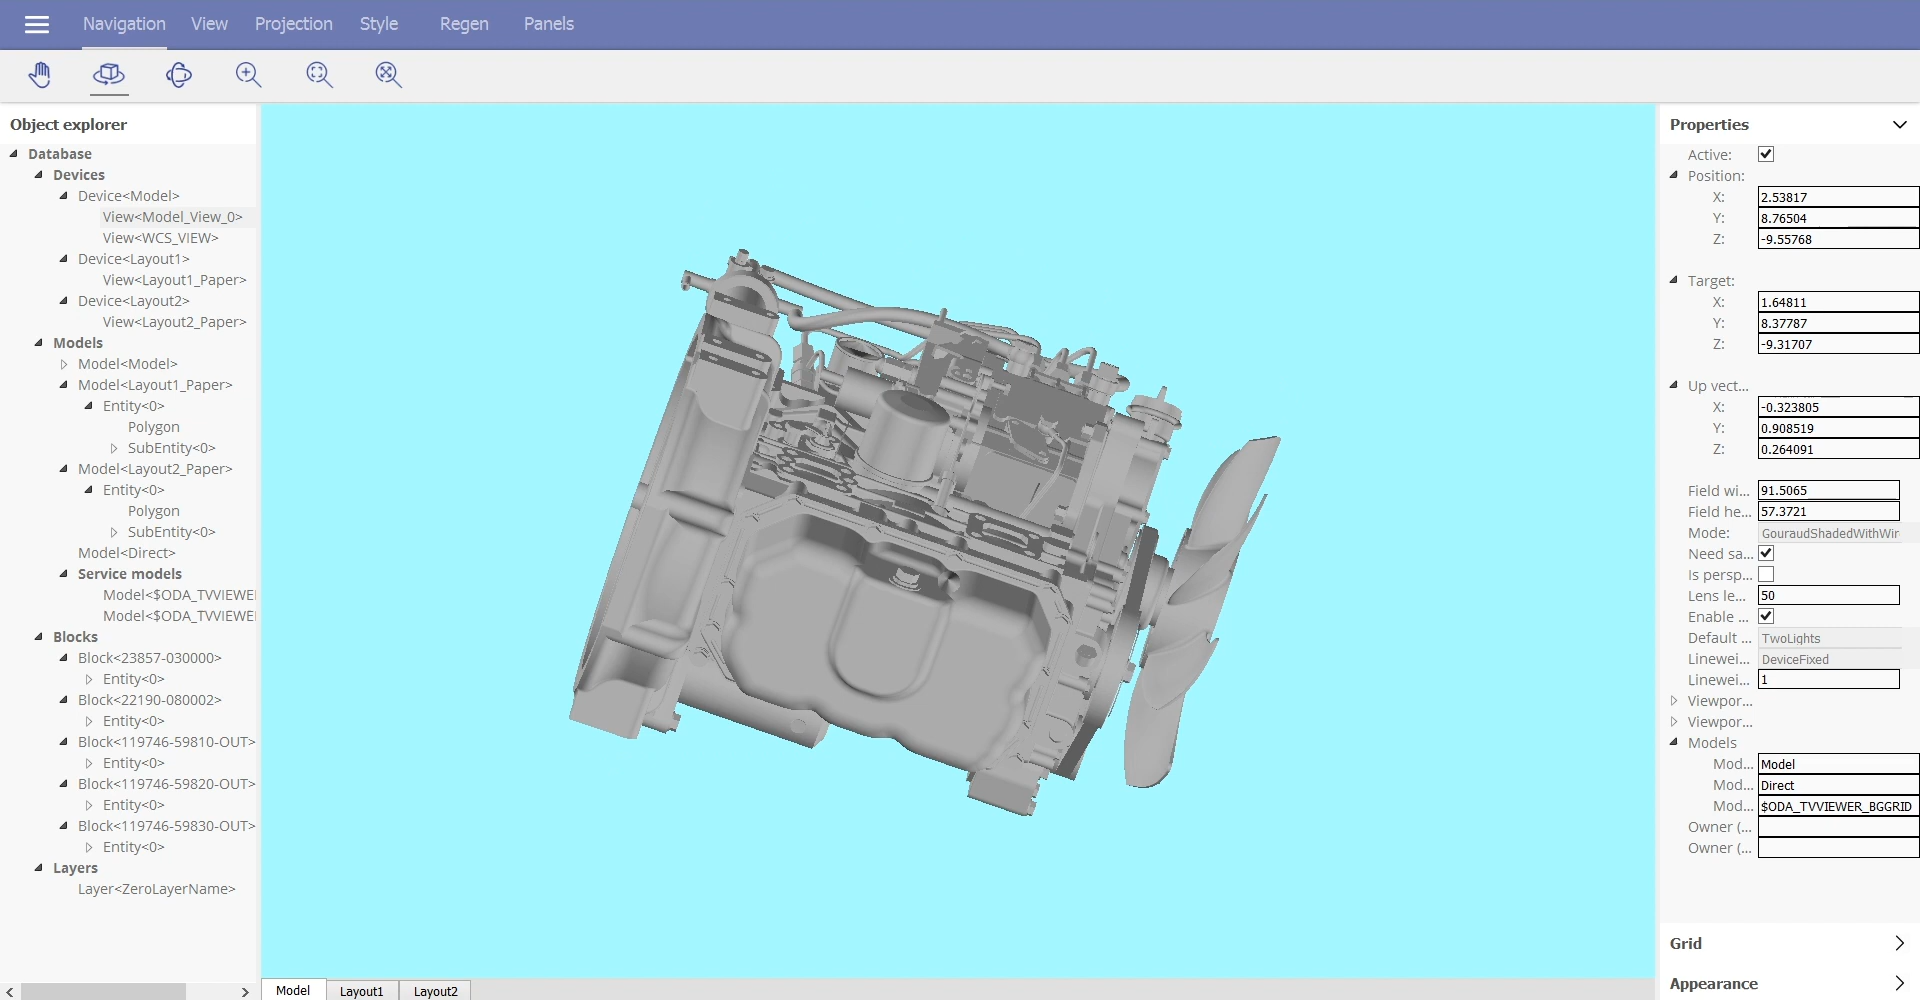 Navigation View Projection Style Regen Panels
Object explorer
Database
Devices
Device<Model>
View<Model_View_0>
View<WCS_VIEW>
Device<Layout1>
View<Layout1_Paper>
Device<Layout2>
View<Layout2_Paper>
Models
Model<Model>
Model<Layout1_Paper>
Entity<0>
Polygon
SubEntity<0>
Model<Layout2_Paper>
Entity<0>
Polygon
SubEntity<0>
Model<Direct>
Service models
Model<$ODA_TVVIEWE
Model<$ODA_TVVIEWE
Blocks
Block<23857-030000>
Entity<0>
Block<22190-080002>
Entity<0>
Block<119746-59810-OUT>
Entity<0>
Block<119746-59820-OUT>
Entity<0>
Block<119746-59830-OUT>
Entity<0>
Layers
Layer<ZeroLayerName>
Model Layout1 Layout2
Properties
Active:
Position:
X: 2.53817
Y: 8.76504
Z: -9.55768
Target:
X: 1.64811
Y: 8.37787
Z: -9.31707
Up vect...
X: -0.323805
Y: 0.908519
Z: 0.264091
Field wi... 91.5065
Field he... 57.3721
Mode: GouraudShadedWithWir
Need sa...
Is persp...
Lens le... 50
Enable ...
Default ... TwoLights
Linewei... DeviceFixed
Linewei... 1
Viewpor...
Viewpor...
Models
Mod... Model
Mod... Direct
Mod... $ODA_TVVIEWER_BGGRID
Owner (...
Owner (...
Grid
Appearance